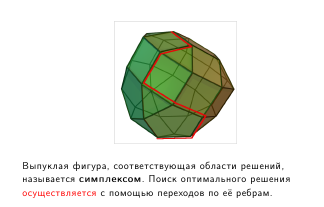 Выпуклая фигура, соответствующая области решений,
называется симплексом. Поиск оптимального решения
осуществляется с помощью переходов по её ребрам.